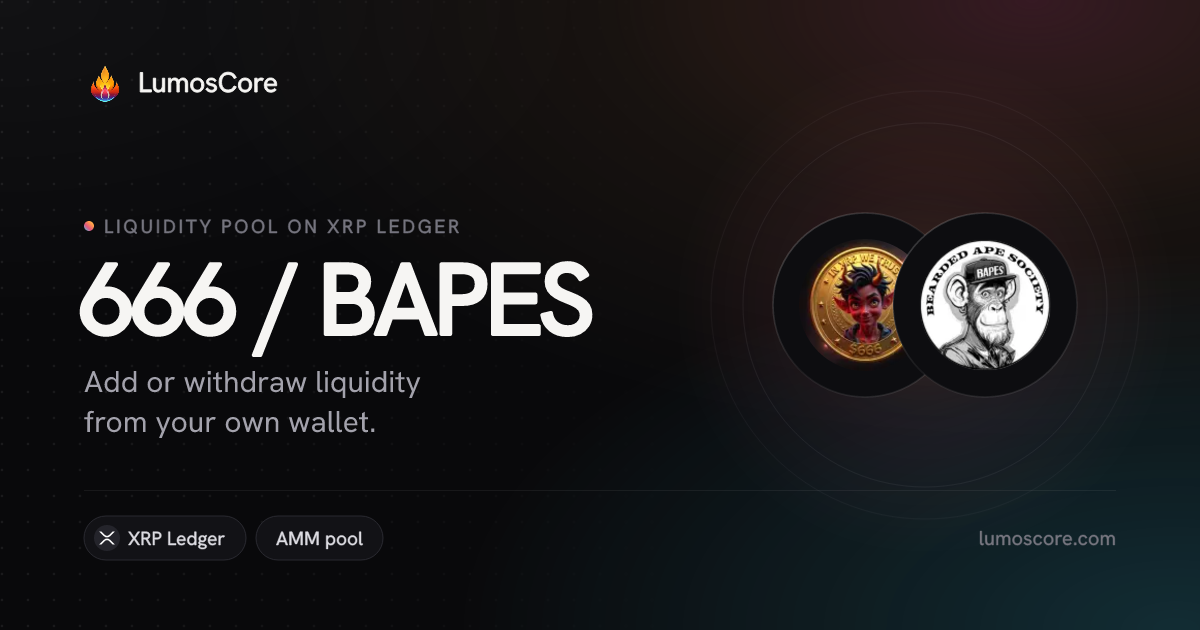 LumosCore
LIQUIDITY POOL ON XRP LEDGER
666 / BAPES
Add or withdraw liquidity
from your own wallet.
$666
BEARDED APE SOCIETY
BAPES
XRP Ledger
AMM pool
lumoscore.com